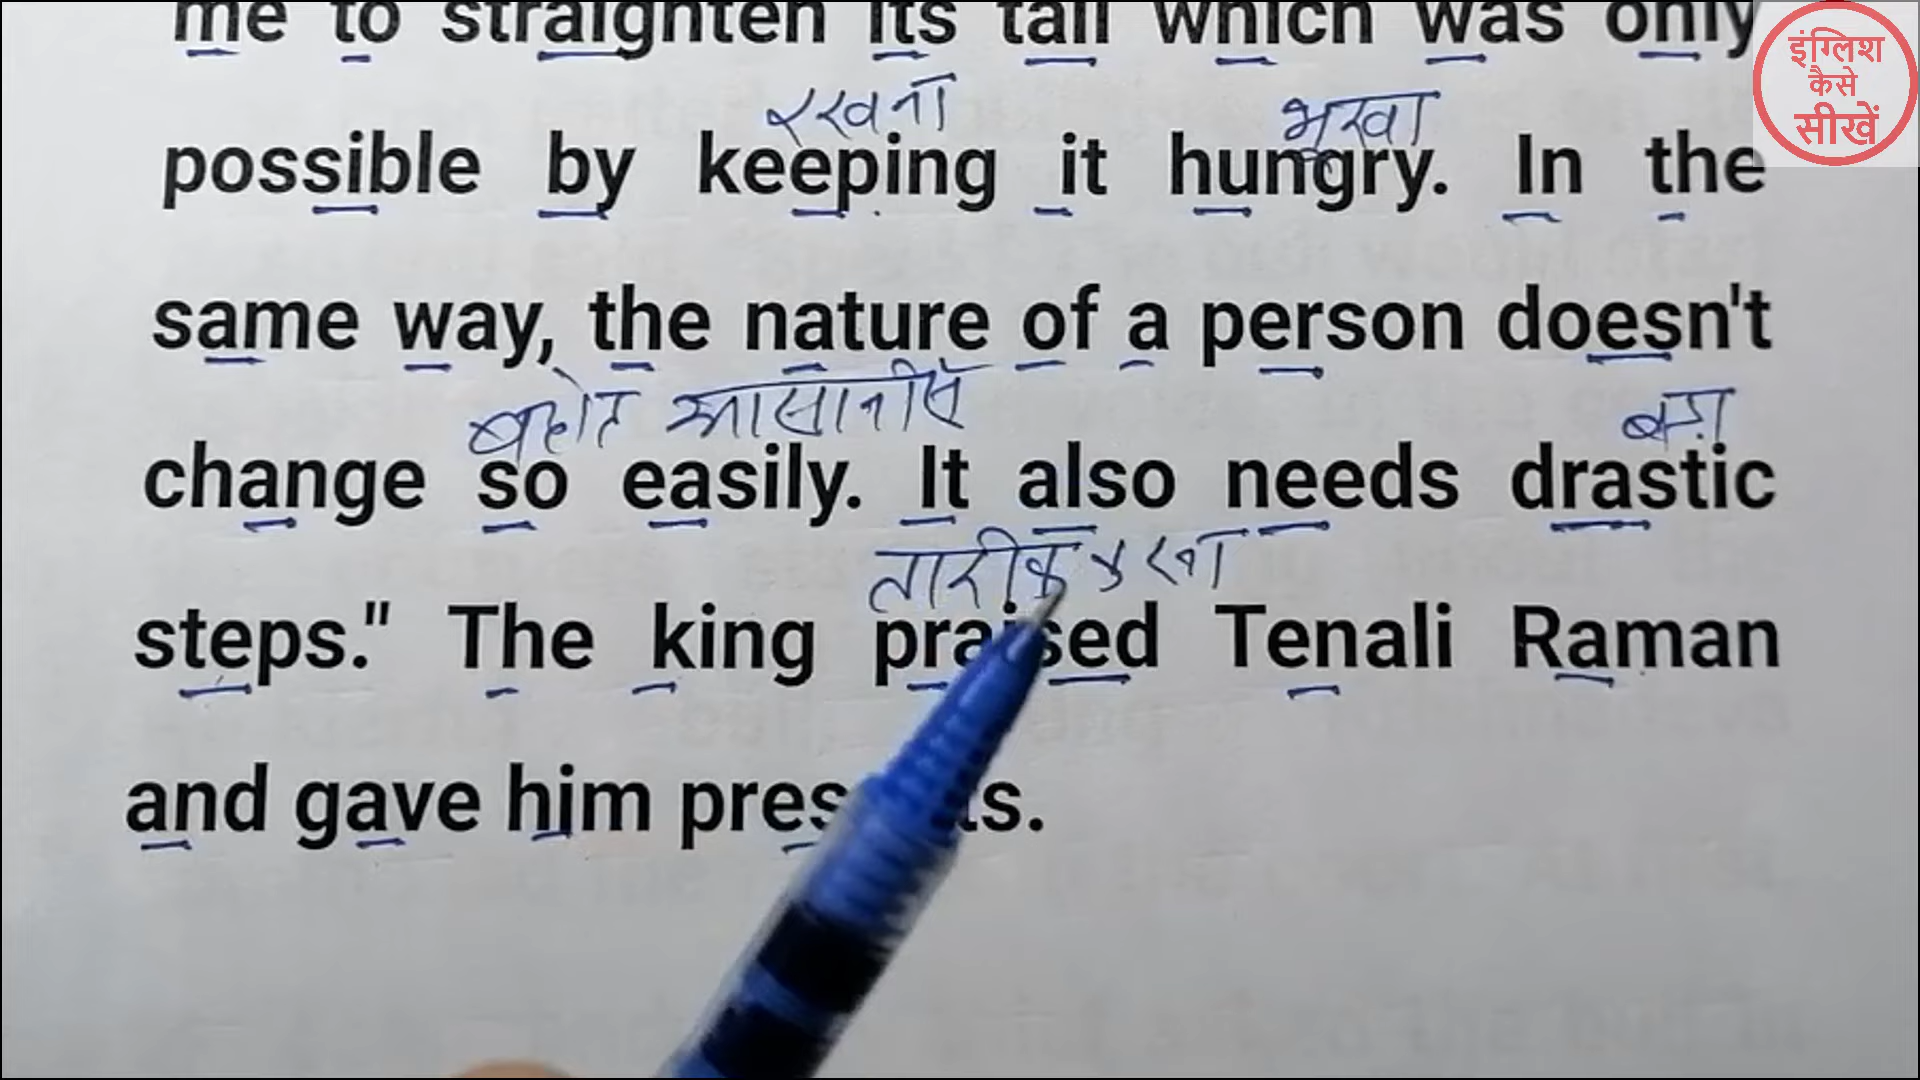 me to straighten its tail which was only
इंग्लिश
कैसे
सीखें
रखना भूखा
possible by keeping it hungry. In the
same way, the nature of a person doesn't
बहोत आसानीसे बड़ा
change so easily. It also needs drastic
तारीफ करना
steps." The king praised Tenali Raman
and gave him presents.